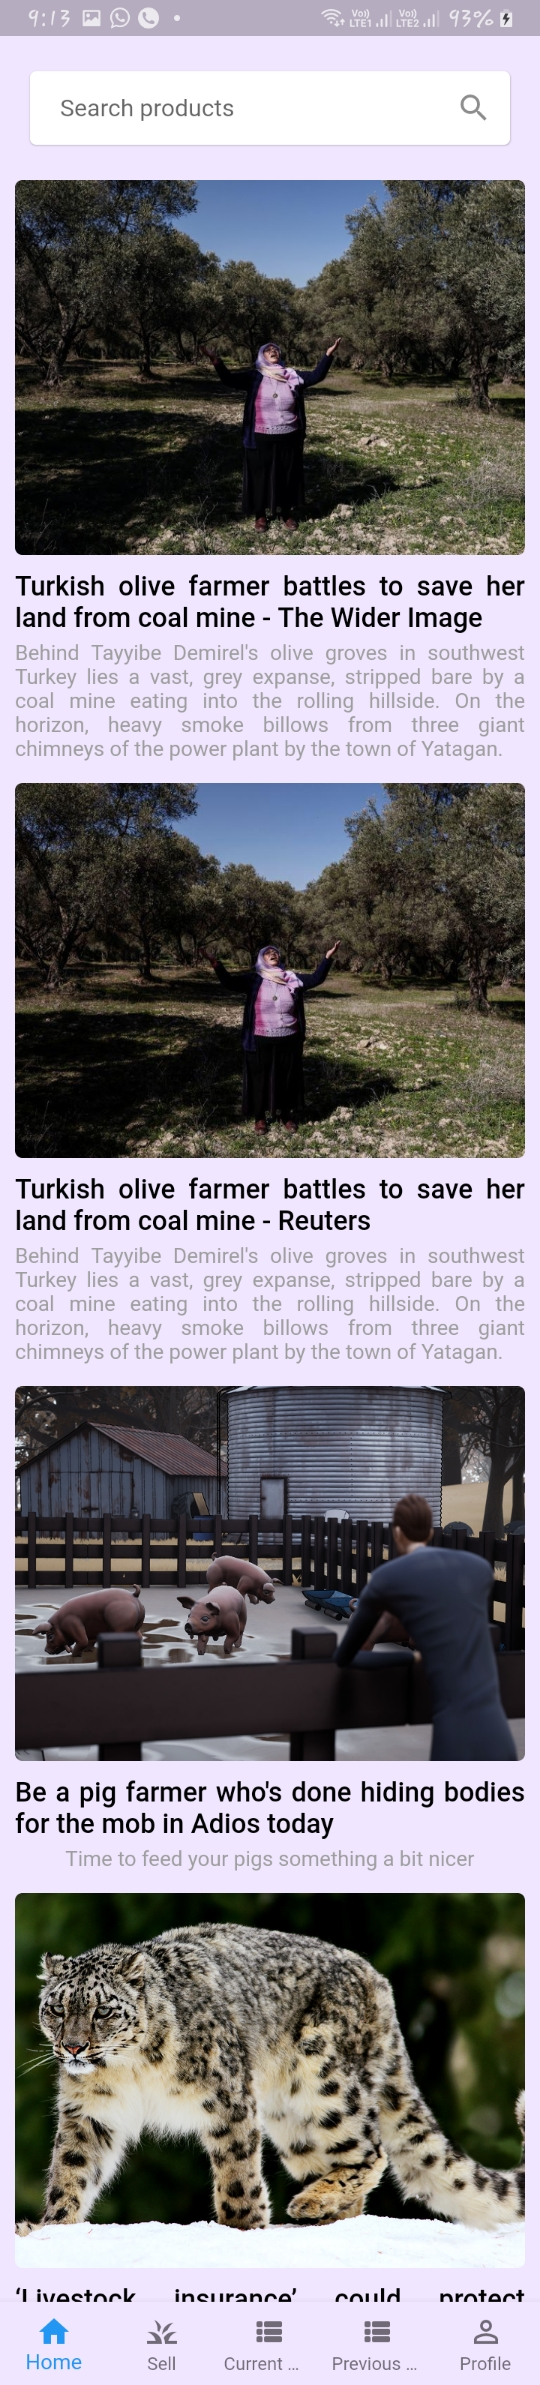 9:13
Vo) LTE1 Vo) LTE2 93%
Search products
Turkish olive farmer battles to save her
land from coal mine - The Wider Image
Behind Tayyibe Demirel's olive groves in southwest
Turkey lies a vast, grey expanse, stripped bare by a
coal mine eating into the rolling hillside. On the
horizon, heavy smoke billows from three giant
chimneys of the power plant by the town of Yatagan.
Turkish olive farmer battles to save her
land from coal mine - Reuters
Behind Tayyibe Demirel's olive groves in southwest
Turkey lies a vast, grey expanse, stripped bare by a
coal mine eating into the rolling hillside. On the
horizon, heavy smoke billows from three giant
chimneys of the power plant by the town of Yatagan.
Be a pig farmer who's done hiding bodies
for the mob in Adios today
Time to feed your pigs something a bit nicer
‘Livestock insurance’ could protect
Home Sell Current ... Previous ... Profile